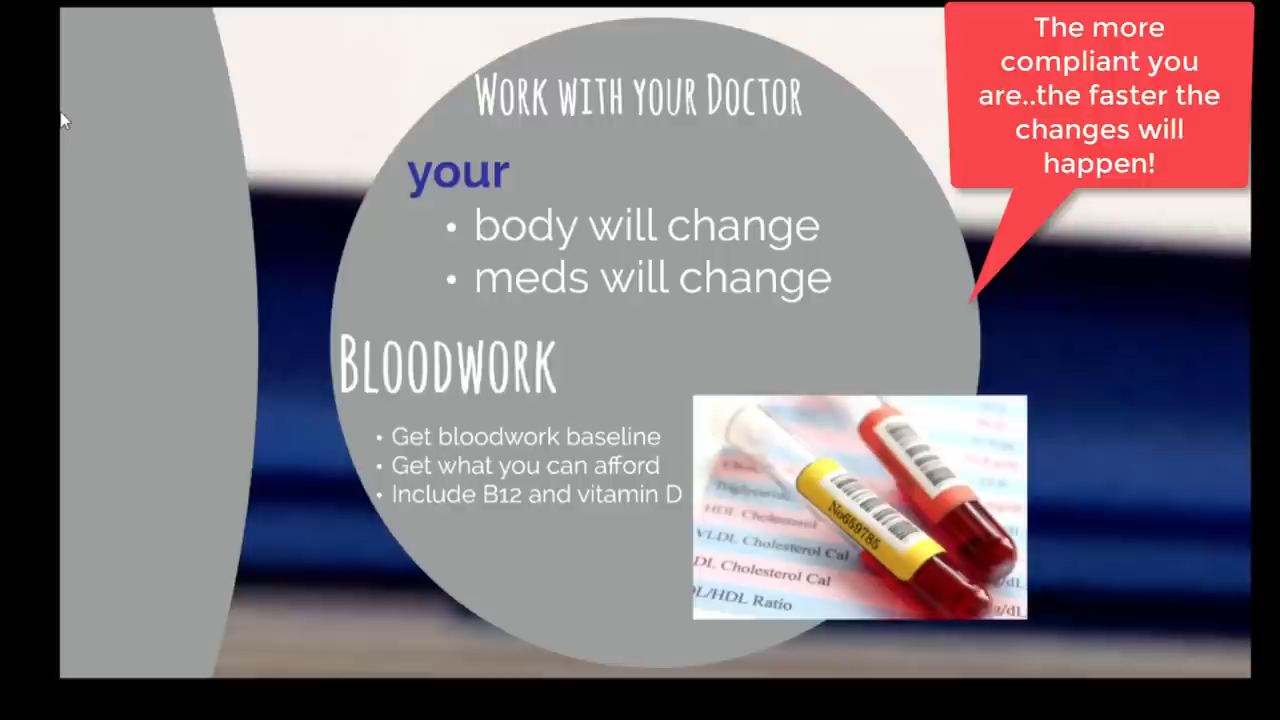 The more
compliant you
are..the faster the
changes will
happen!
Work with your Doctor
your
• body will change
• meds will change
Bloodwork
• Get bloodwork baseline
• Get what you can afford
• Include B12 and vitamin D
HDL Cholesterol
VLDL Cholesterol Cal
DL Cholesterol Cal
L/HDL Ratio
No659785